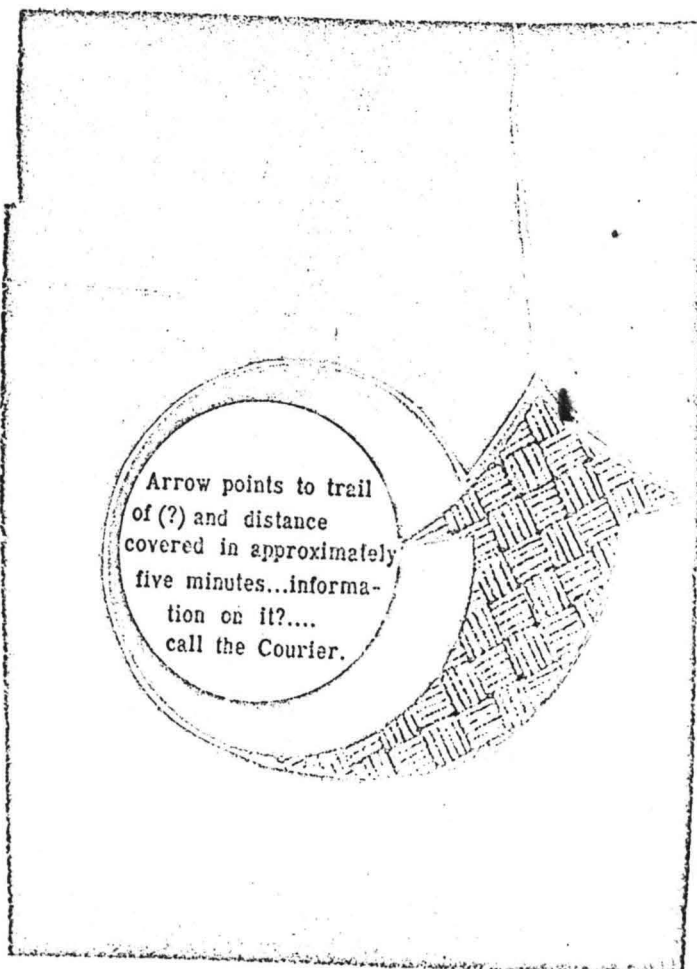 Arrow points to trail
of (?) and distance
covered in approximately
five minutes...informa-
tion on it?....
call the Courier.